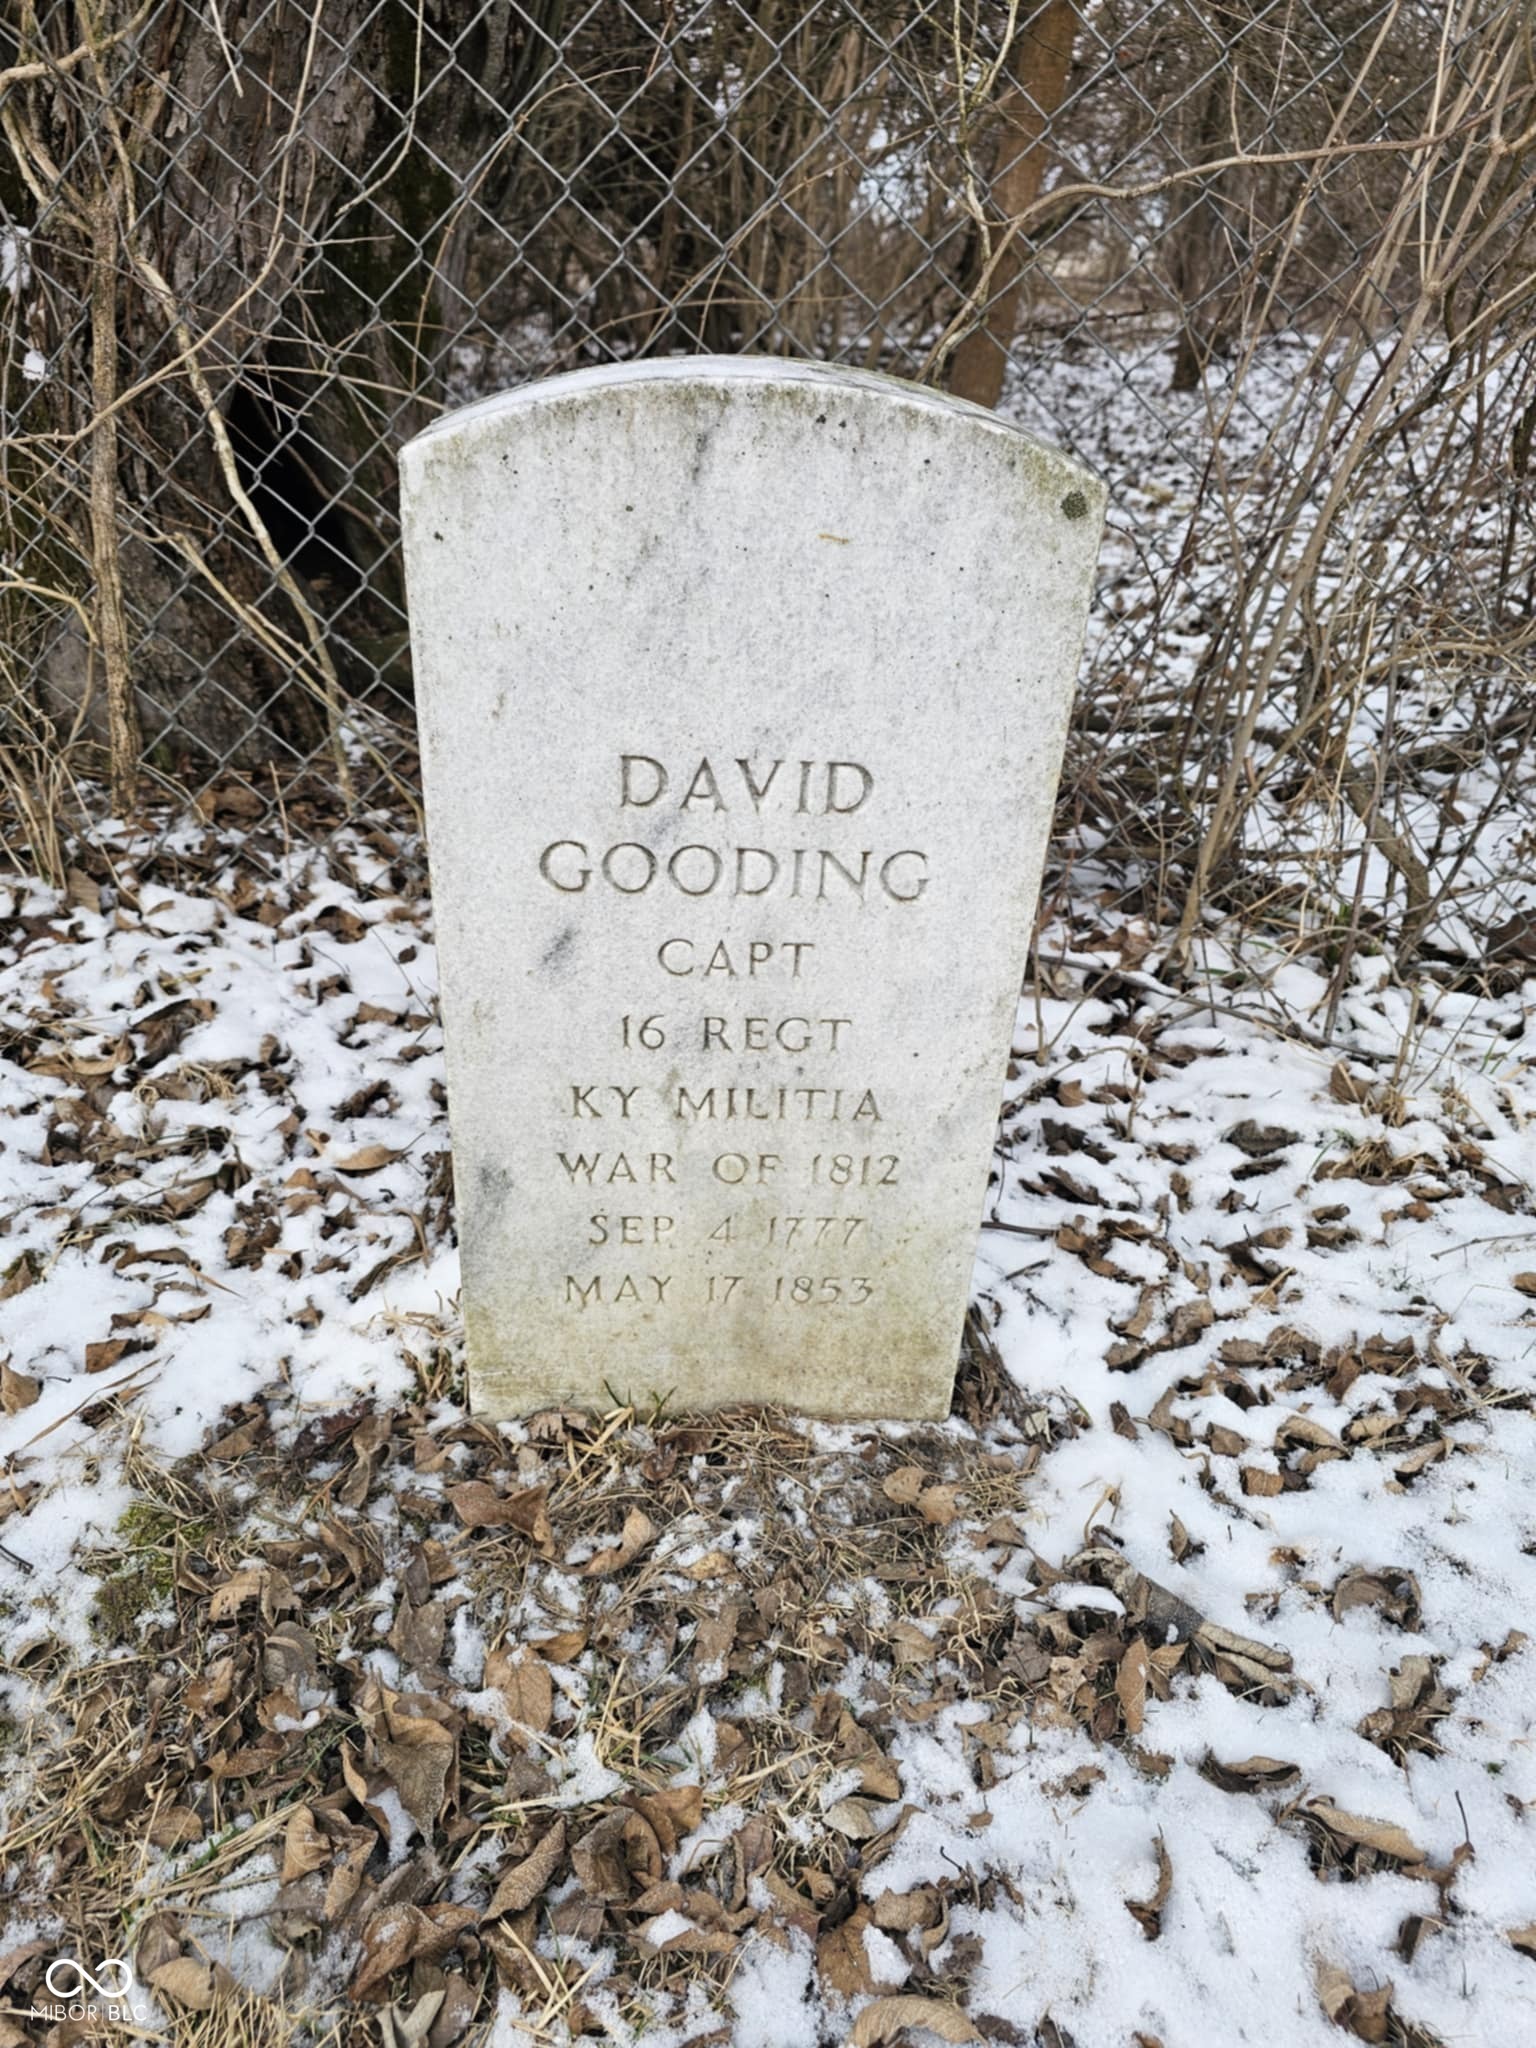 DAVID
GOODING
CAPT
16 REGT
KY MILITIA
WAR OF 1812
SEP 4 1777
MAY 17 1853
MIBOR BLC